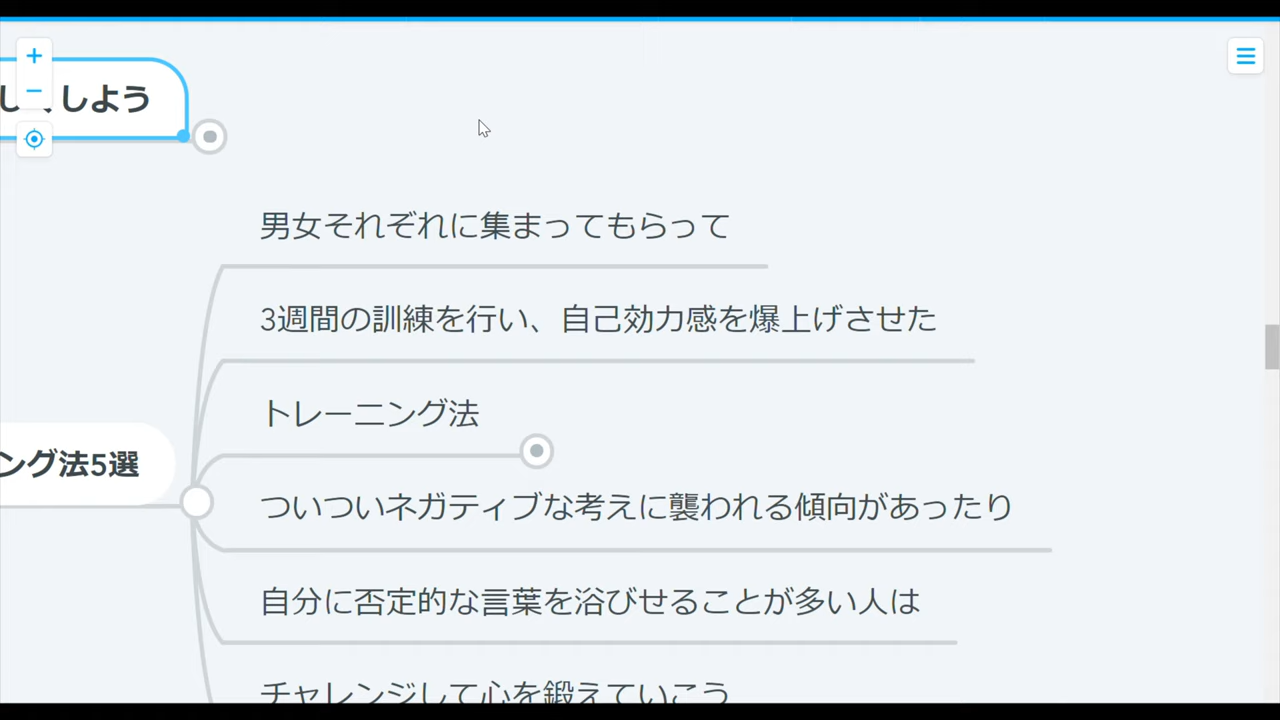 しよう
男女それぞれに集まってもらって
3週間の訓練を行い、自己効力感を爆上げさせた
トレーニング法
ング法5選
ついついネガティブな考えに襲われる傾向があったり
自分に否定的な言葉を浴びせることが多い人は
チャレンジして心を鍛えていこう